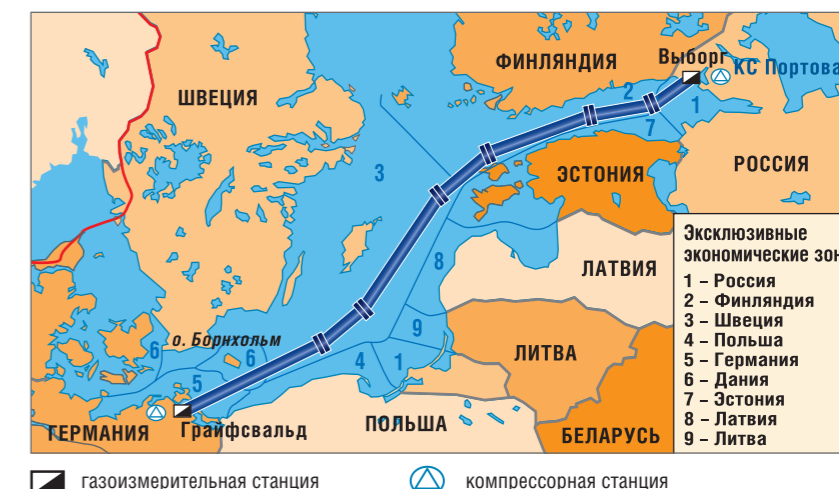 ФИНЛЯНДИЯ
Выборг
КС Портова
ШВЕЦИЯ
2
1
7
3
ЭСТОНИЯ
РОССИЯ
8
ЛАТВИЯ
Эксклюзивные
экономические зон
1 – Россия
2 – Финляндия
3 – Швеция
4 – Польша
5 – Германия
6 – Дания
7 – Эстония
8 – Латвия
9 – Литва
9
о. Борнхольм
6
6
5
4
1
ЛИТВА
ГЕРМАНИЯ
Грайфсвальд
ПОЛЬША
БЕЛАРУСЬ
газоизмерительная станция
компрессорная станция